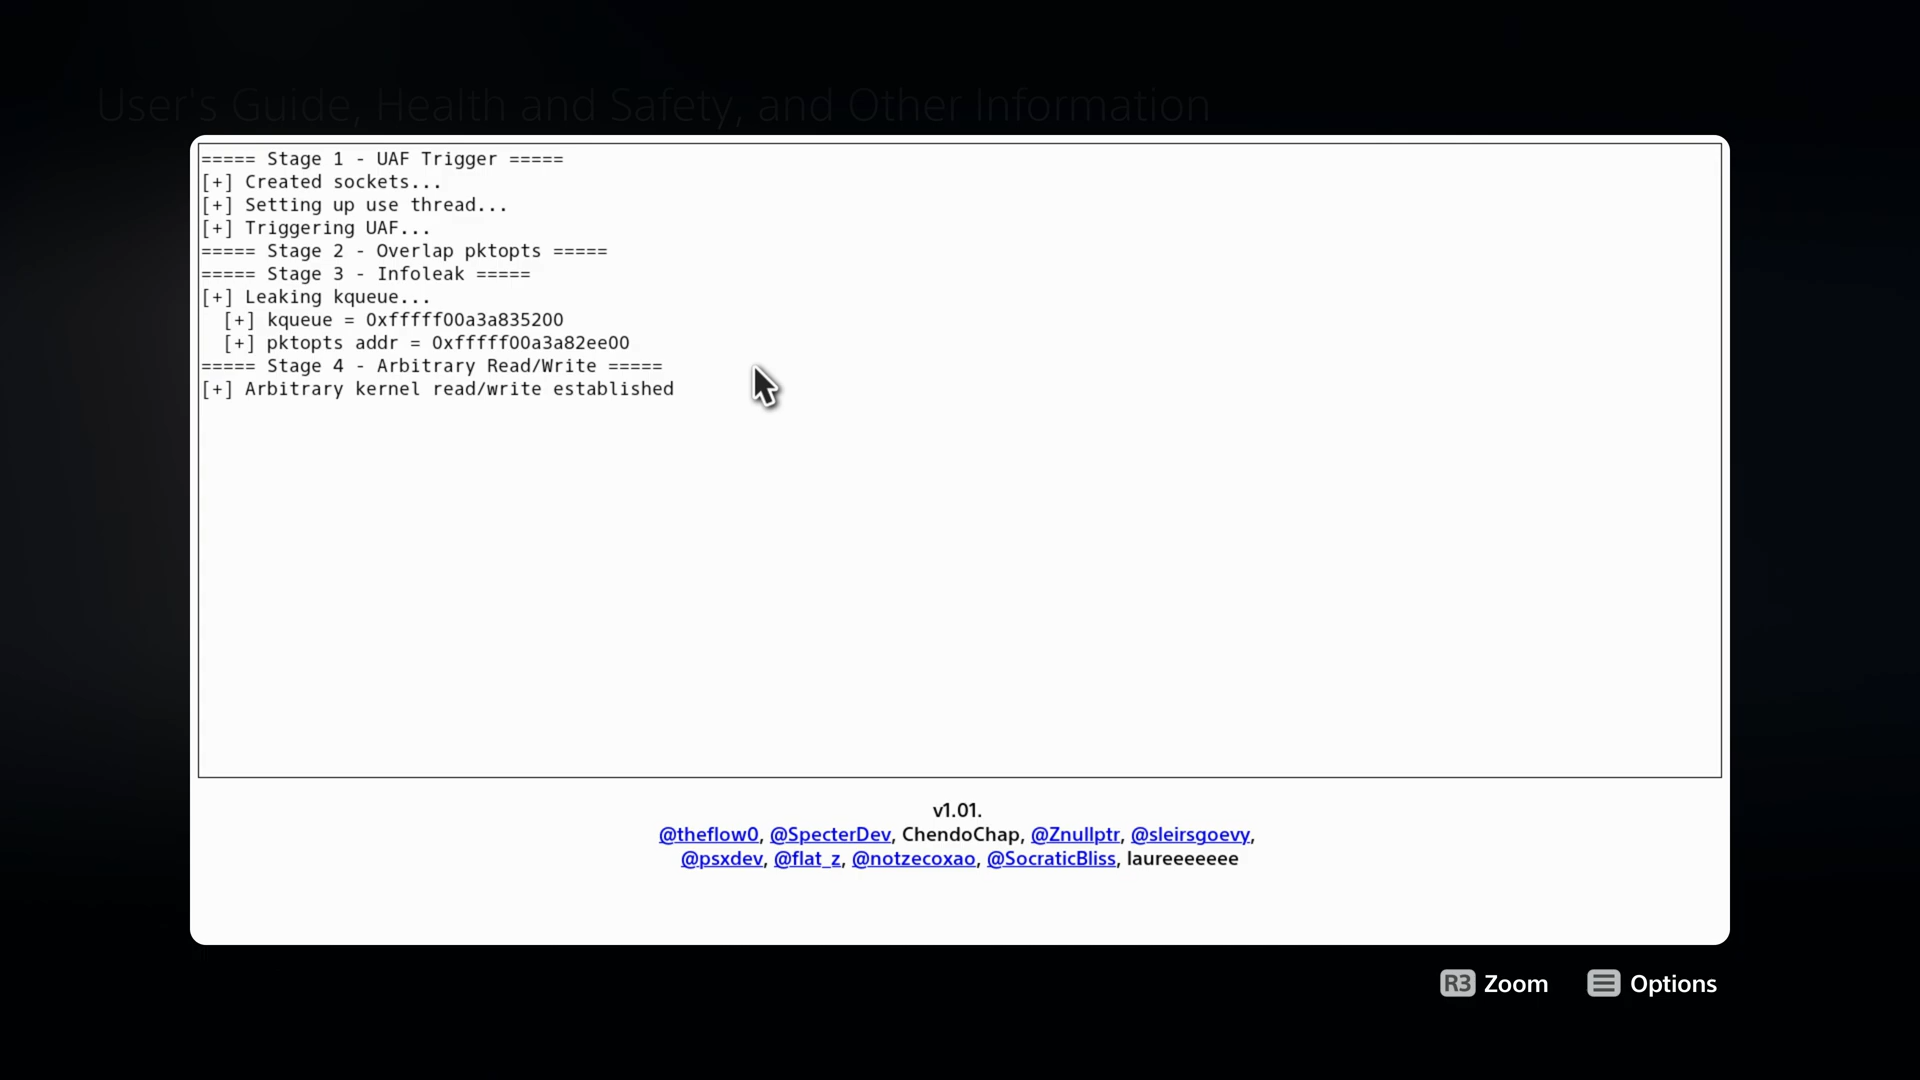 User's Guide, Health and Safety, and Other Information
===== Stage 1 - UAF Trigger =====
[+] Created sockets...
[+] Setting up use thread...
[+] Triggering UAF...
===== Stage 2 - Overlap pktopts =====
===== Stage 3 - Infoleak =====
[+] Leaking kqueue...
  [+] kqueue = 0xfffff00a3a835200
  [+] pktopts addr = 0xfffff00a3a82ee00
===== Stage 4 - Arbitrary Read/Write =====
[+] Arbitrary kernel read/write established
v1.01.
@theflow0, @SpecterDev, ChendoChap, @Znullptr, @sleirsgoevy,
@psxdev, @flat_z, @notzecoxao, @SocraticBliss, laureeeeeee
R3 Zoom Options